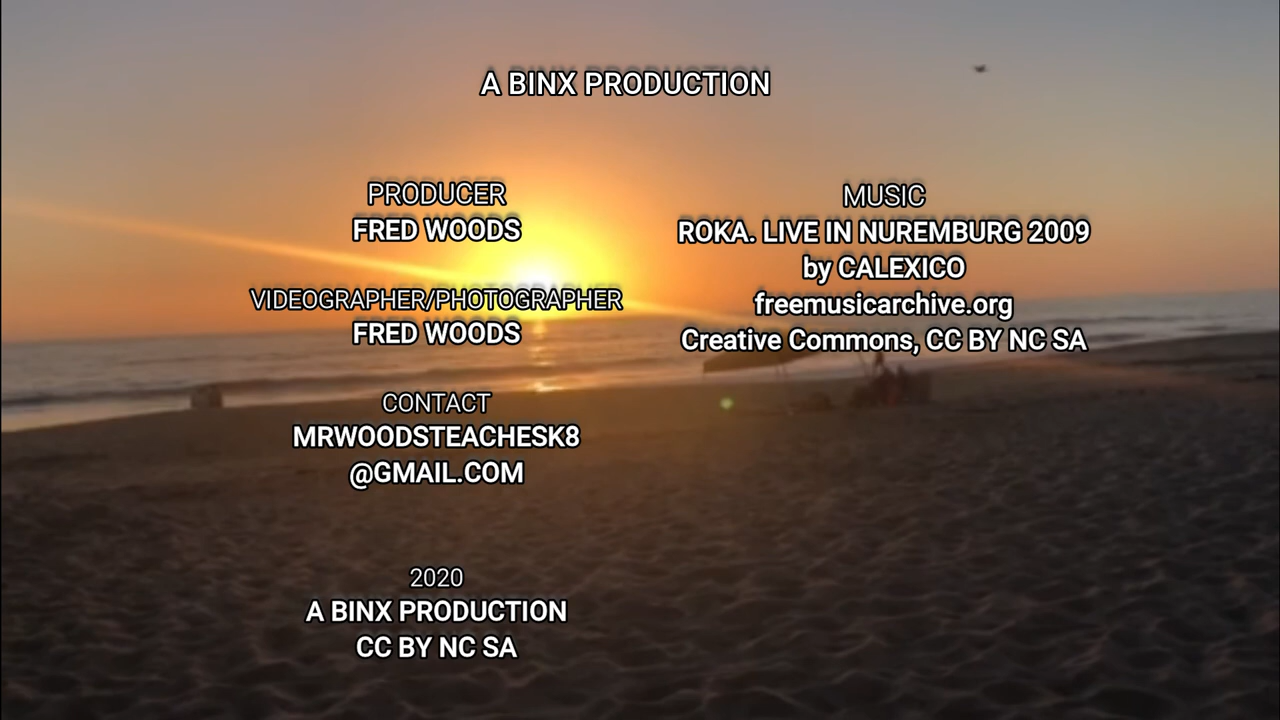 A BINX PRODUCTION
PRODUCER
FRED WOODS
VIDEOGRAPHER/PHOTOGRAPHER
FRED WOODS
CONTACT
MRWOODSTEACHESK8
@GMAIL.COM
2020
A BINX PRODUCTION
CC BY NC SA
MUSIC
ROKA. LIVE IN NUREMBURG 2009
by CALEXICO
freemusicarchive.org
Creative Commons, CC BY NC SA